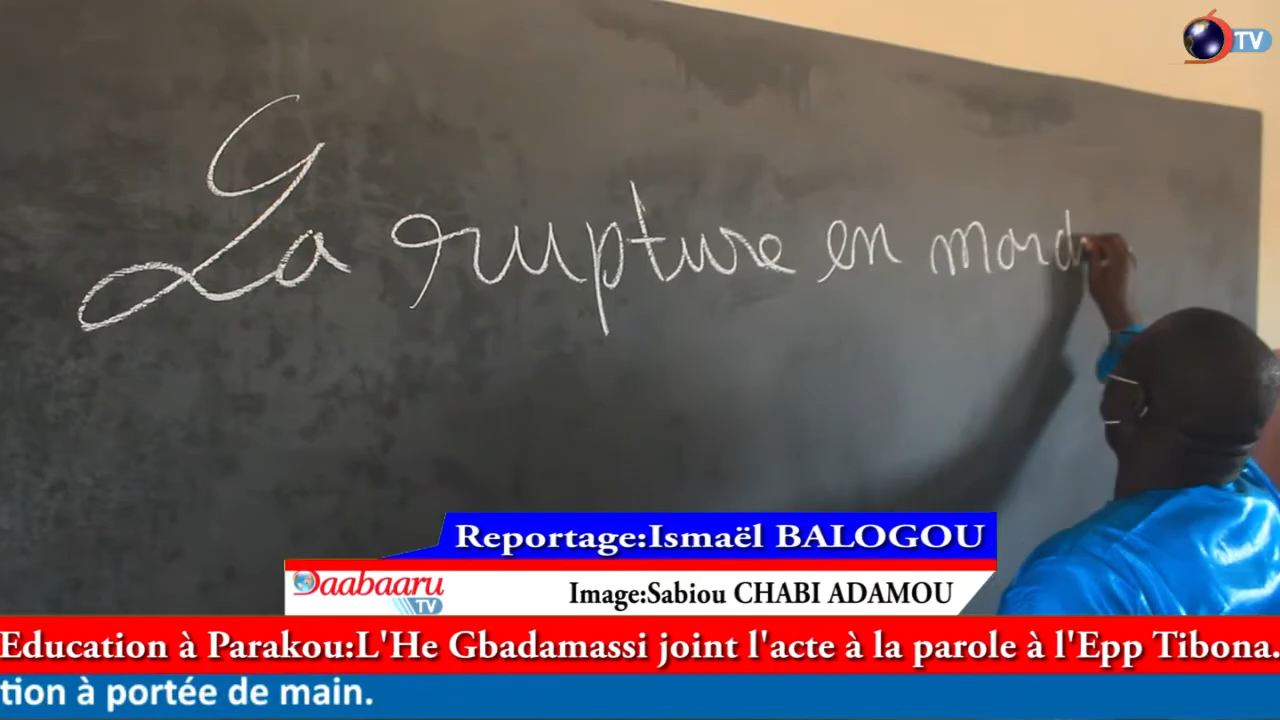 TV
La rupture en mard
Reportage:Ismaël BALOGOU
Daabaaru
TV
Image:Sabiou CHABI ADAMOU
Education à Parakou:L'He Gbadamassi joint l'acte à la parole à l'Epp Tibona.
tion à portée de main.